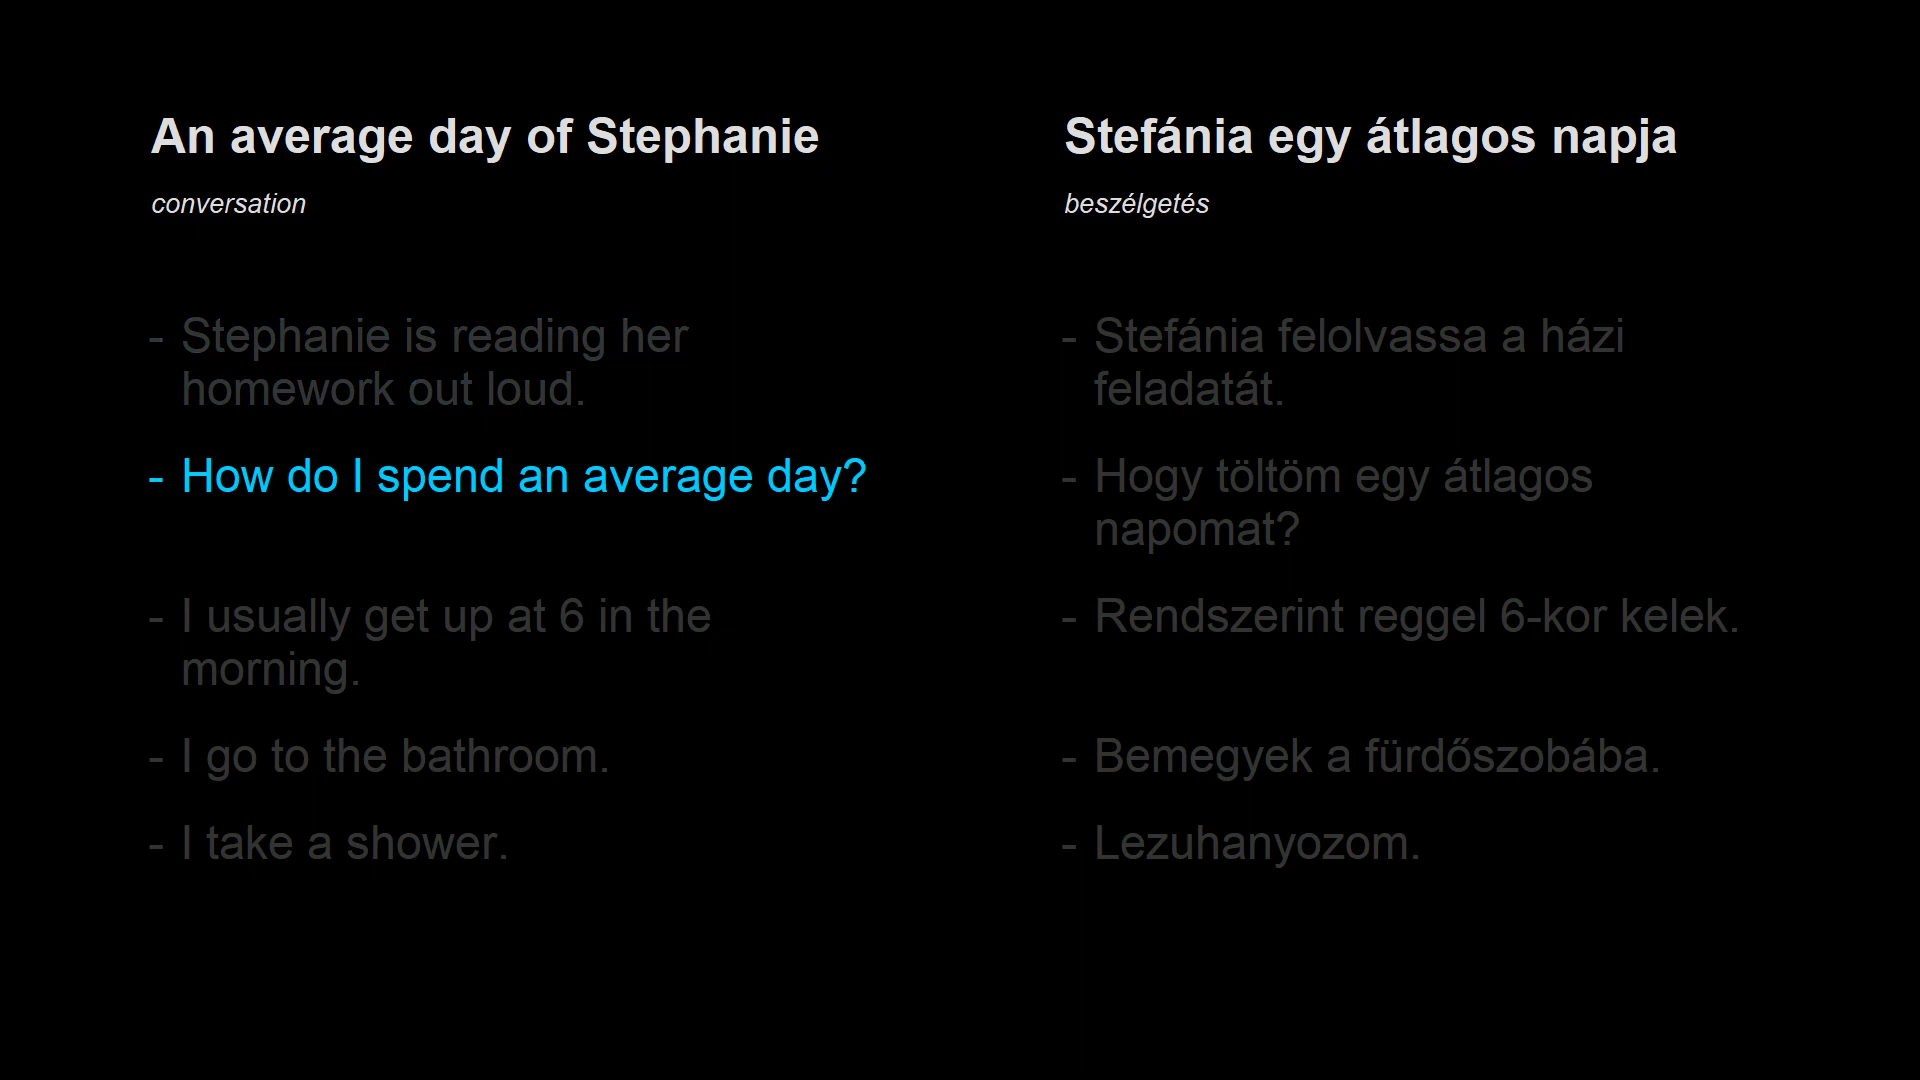 An average day of Stephanie
conversation
- Stephanie is reading her
homework out loud.
- How do I spend an average day?
- I usually get up at 6 in the
morning.
- I go to the bathroom.
- I take a shower.
Stefánia egy átlagos napja
beszélgetés
- Stefánia felolvassa a házi
feladatát.
- Hogy töltöm egy átlagos
napomat?
- Rendszerint reggel 6-kor kelek.
- Bemegyek a fürdőszobába.
- Lezuhanyozom.